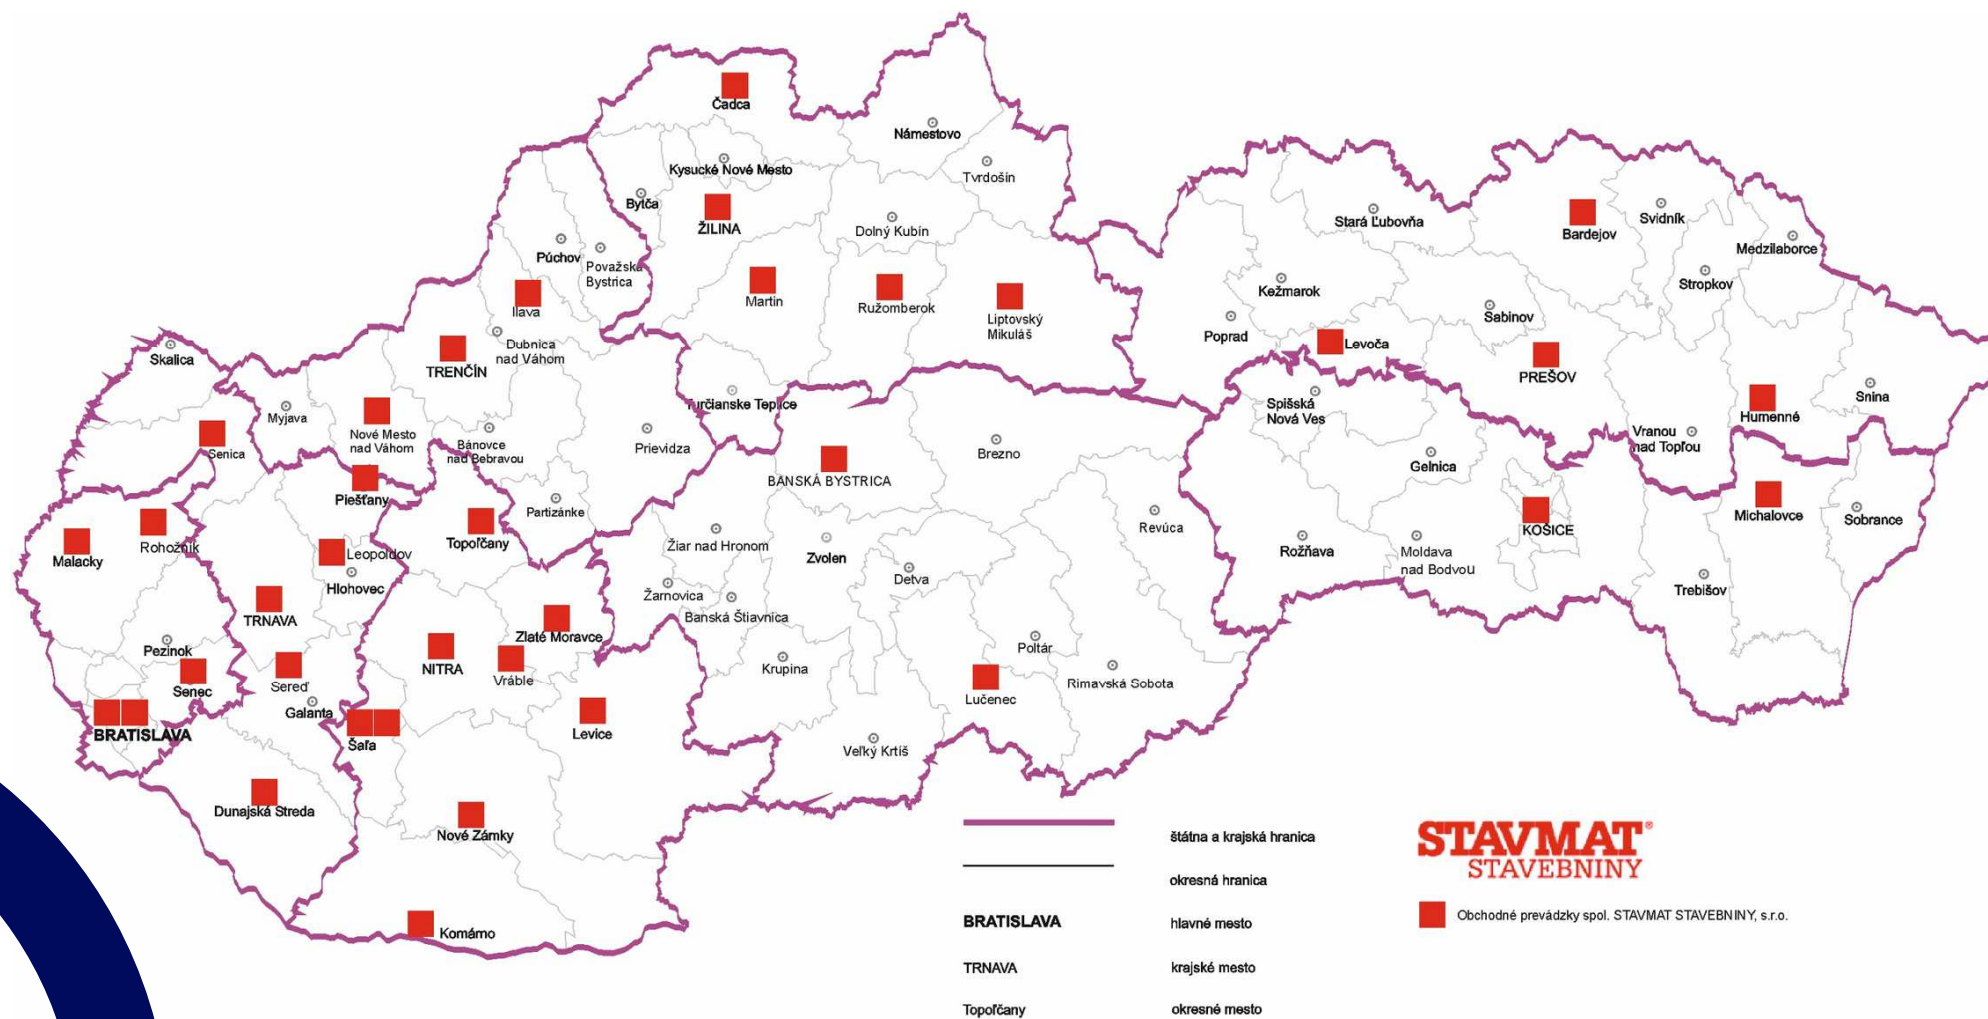 Čadca
Námestovo
Kysucké Nové Mesto
Tvrdošín
Bytča
ŽILINA
Dolný Kubín
Stará Ľubovňa
Bardejov
Svidník
Medzilaborce
Púchov
Považská
Bystrica
Ilava
Martin
Ružomberok
Liptovský
Mikuláš
Kežmarok
Stropkov
Poprad
Sabinov
Levoča
PREŠOV
Skalica
TRENČÍN
Dubnica
nad Váhom
Turčianske Teplice
Myjava
Nové Mesto
nad Váhom
Bánovce
nad Bebravou
Prievidza
Senica
Spišská
Nová Ves
Humenné
Snina
Vranou
nad Topľou
Brezno
Gelnica
BANSKÁ BYSTRICA
Piešťany
Partizánke
Revúca
Michalovce
Sobrance
Rohožník
Malacky
Topoľčany
Leopoldov
Hlohovec
Žiar nad Hronom
Zvolen
Detva
Rožňava
Moldava
nad Bodvou
KOŠICE
Trebišov
Žarnovica
Banská Štiavnica
TRNAVA
Zlaté Moravce
Pezinok
NITRA
Vráble
Krupina
Poltár
Rimavská Sobota
Senec
Sereď
Galanta
Lučenec
BRATISLAVA
Šaľa
Levice
Veľký Krtíš
Dunajská Streda
Nové Zámky
Komárno
štátna a krajská hranica
okresná hranica
BRATISLAVA hlavné mesto
TRNAVA krajské mesto
Topoľčany okresné mesto
STAVMAT®
STAVEBNINY
Obchodné prevádzky spol. STAVMAT STAVEBNINY, s.r.o.